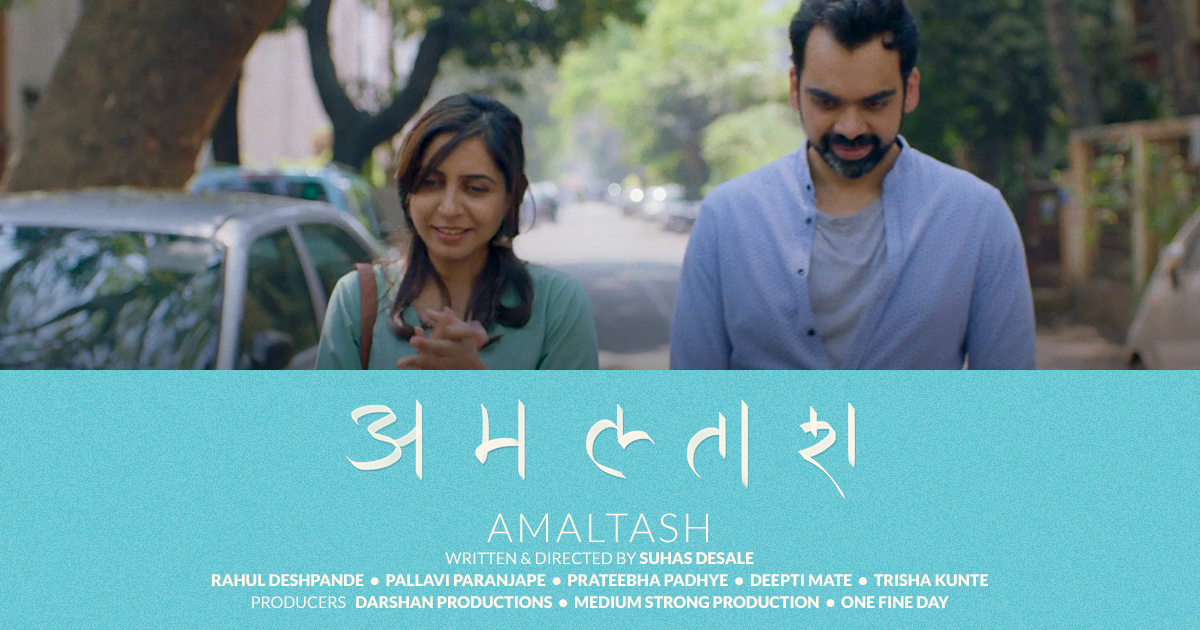 अमलताश
AMALTASH
WRITTEN & DIRECTED BY SUHAS DESALE
RAHUL DESHPANDE • PALLAVI PARANJAPE • PRATEEBHA PADHYE • DEEPTI MATE • TRISHA KUNTE
PRODUCERS DARSHAN PRODUCTIONS • MEDIUM STRONG PRODUCTION • ONE FINE DAY